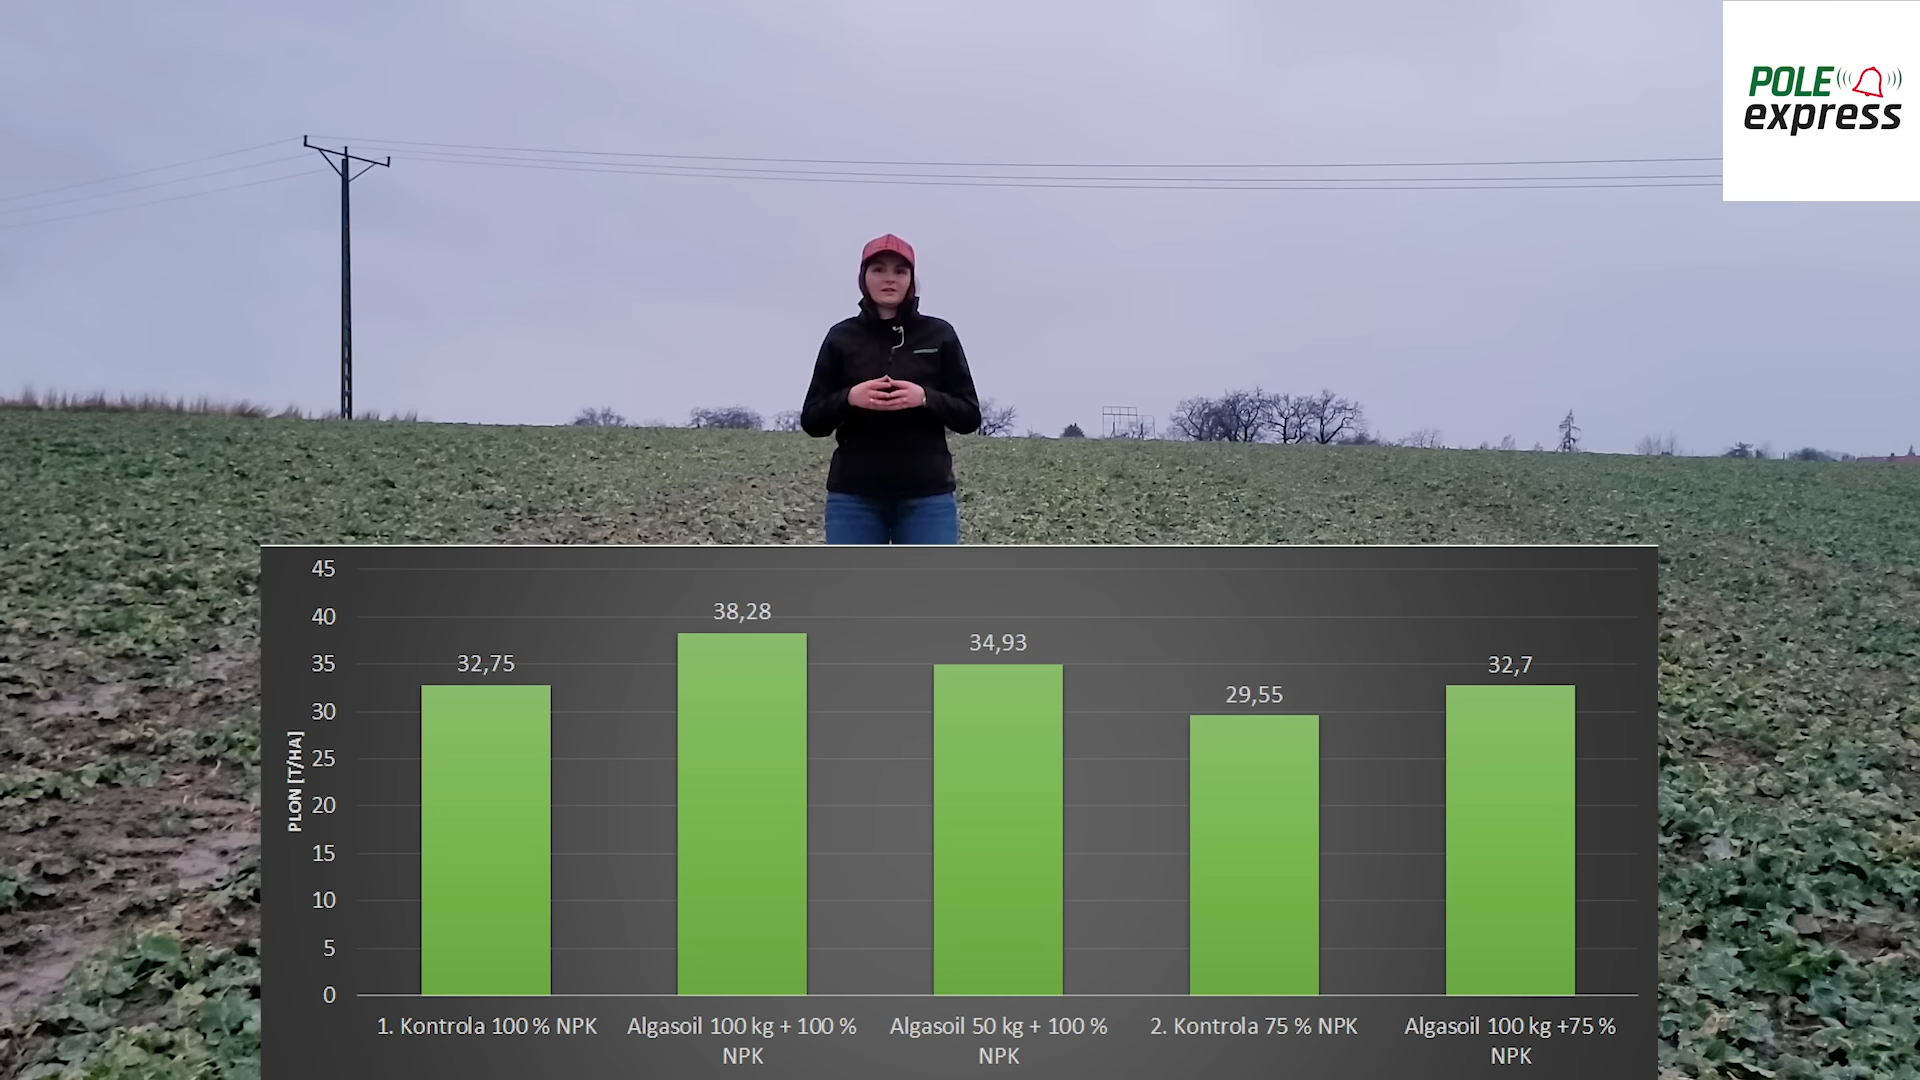 POLE
express
45
40
35
30
25
20
15
10
5
0
PLON [T/HA]
32,75
38,28
34,93
29,55
32,7
1. Kontrola 100 % NPK
Algasoil 100 kg + 100 %
NPK
Algasoil 50 kg + 100 %
NPK
2. Kontrola 75 % NPK
Algasoil 100 kg +75 %
NPK